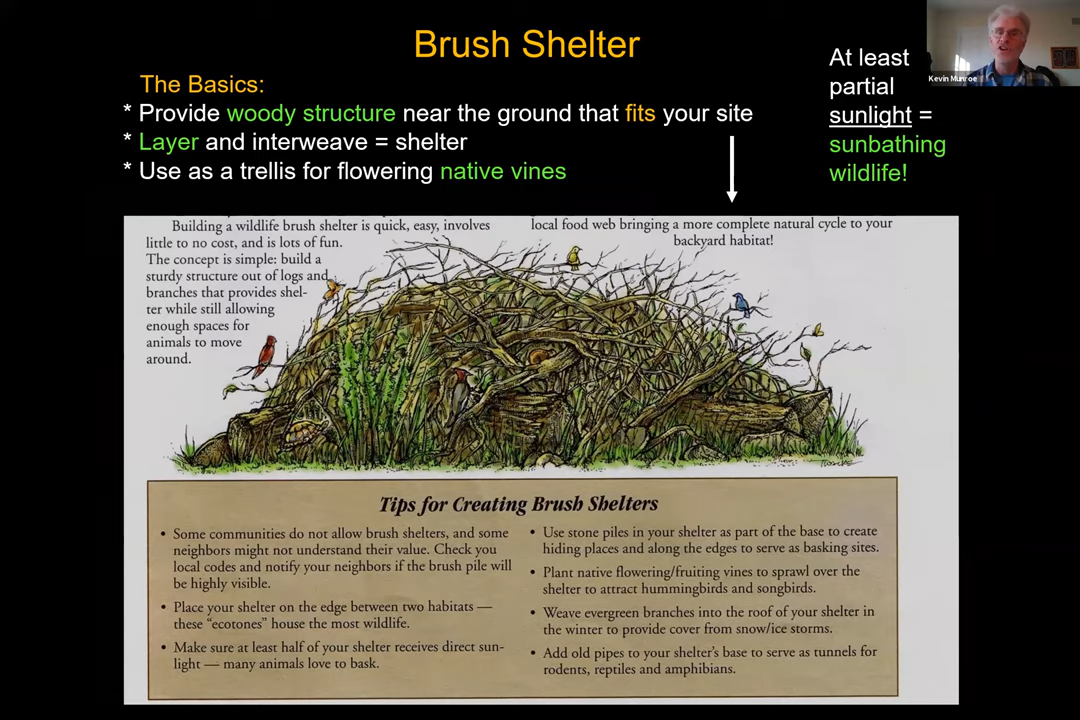 Brush Shelter
The Basics:
* Provide woody structure near the ground that fits your site
* Layer and interweave = shelter
* Use as a trellis for flowering native vines
At least
partial
sunlight =
sunbathing
wildlife!
Kevin Munroe
Building a wildlife brush shelter is quick, easy, involves
little to no cost, and is lots of fun.
The concept is simple: build a
sturdy structure out of logs and
branches that provides shel-
ter while still allowing
enough spaces for
animals to move
around.
local food web bringing a more complete natural cycle to your
backyard habitat!
Tips for Creating Brush Shelters
• Some communities do not allow brush shelters, and some
neighbors might not understand their value. Check you
local codes and notify your neighbors if the brush pile will
be highly visible.
• Place your shelter on the edge between two habitats —
these "ecotones" house the most wildlife.
• Make sure at least half of your shelter receives direct sun-
light — many animals love to bask.
• Use stone piles in your shelter as part of the base to create
hiding places and along the edges to serve as basking sites.
• Plant native flowering/fruiting vines to sprawl over the
shelter to attract hummingbirds and songbirds.
• Weave evergreen branches into the roof of your shelter in
the winter to provide cover from snow/ice storms.
• Add old pipes to your shelter's base to serve as tunnels for
rodents, reptiles and amphibians.